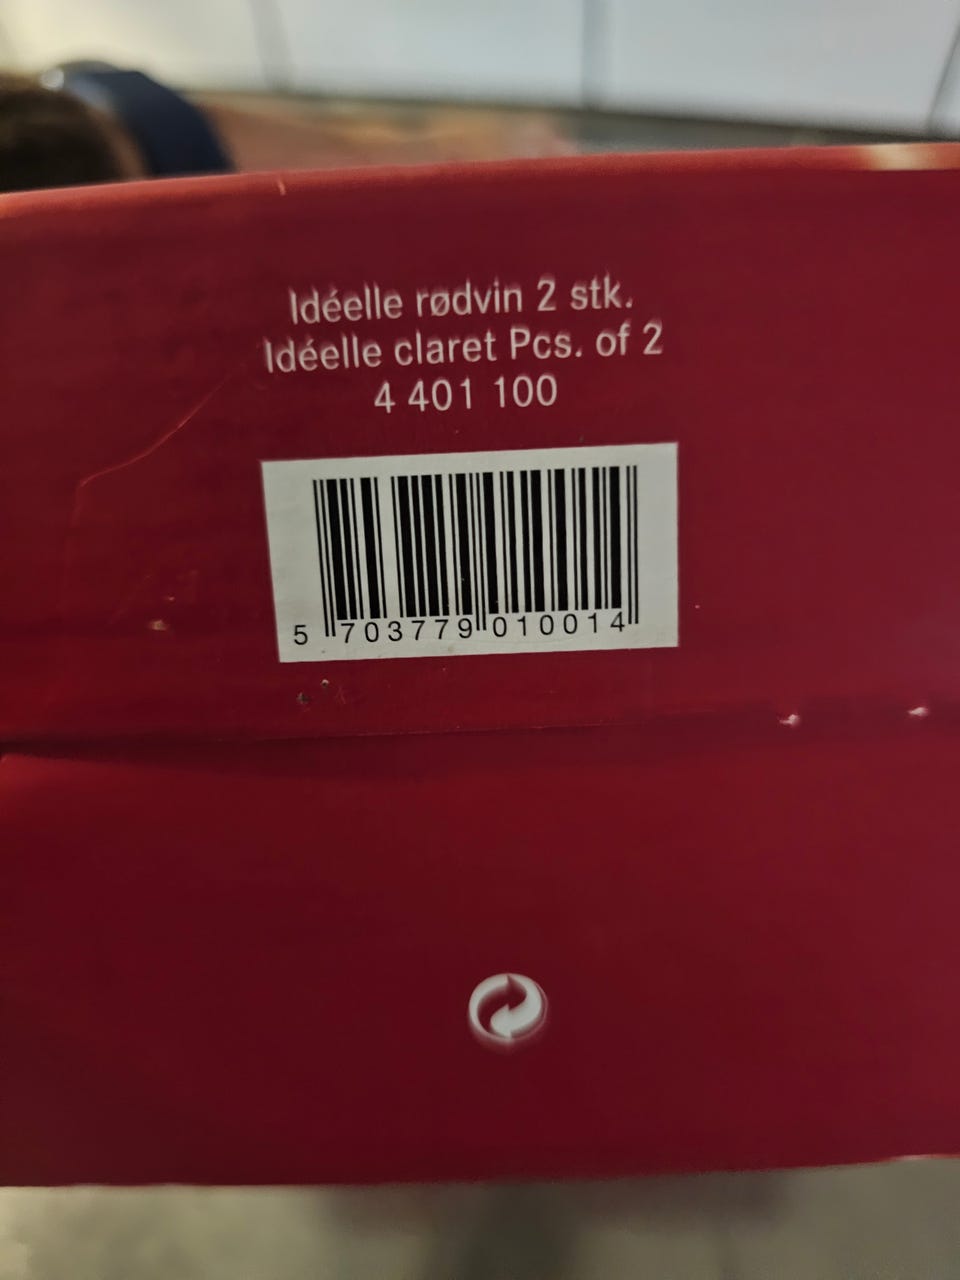 Idéelle rødvin 2 stk.
Idéelle claret Pcs. of 2
4 401 100
5 703779 010014